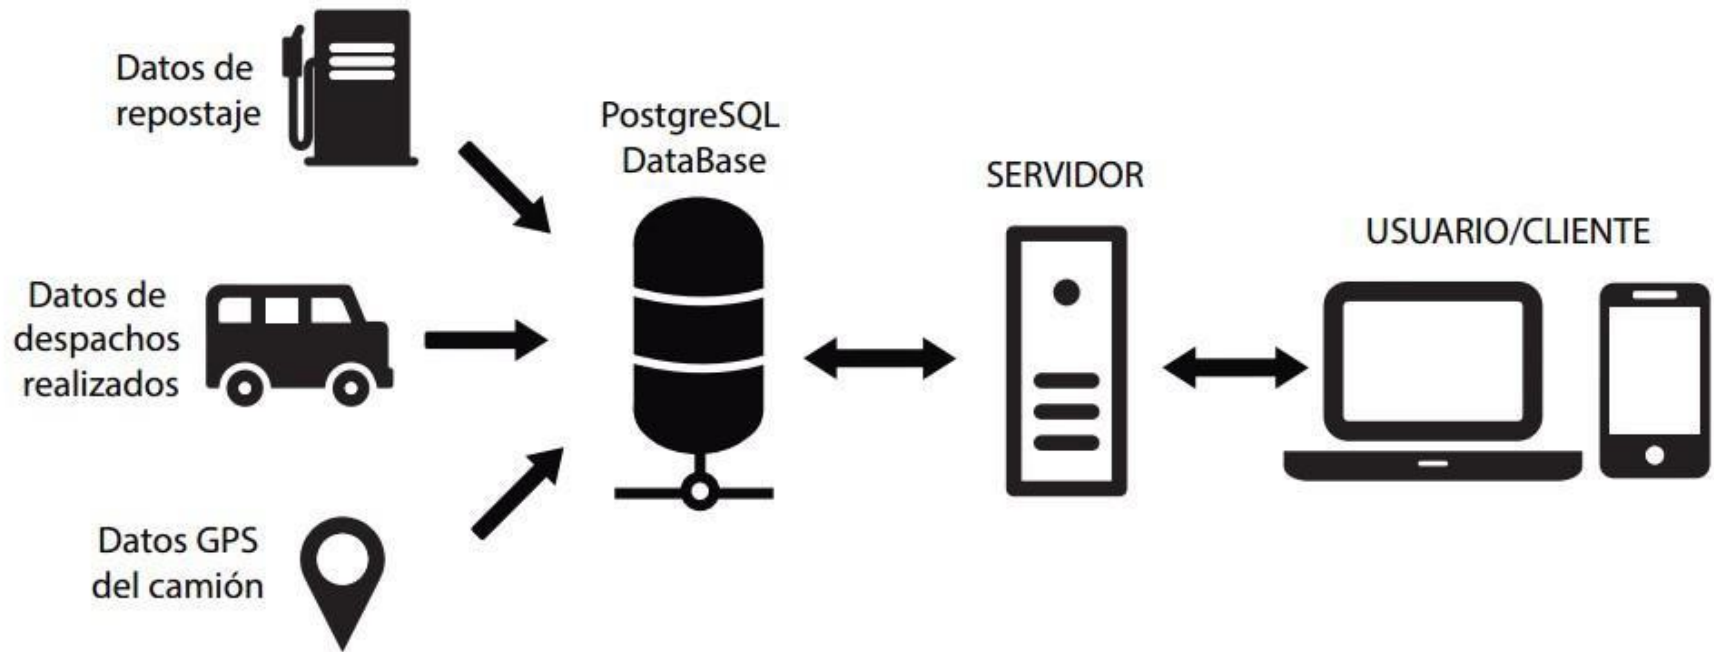 Datos de
repostaje
PostgreSQL
DataBase
SERVIDOR
USUARIO/CLIENTE
Datos de
despachos
realizados
Datos GPS
del camión